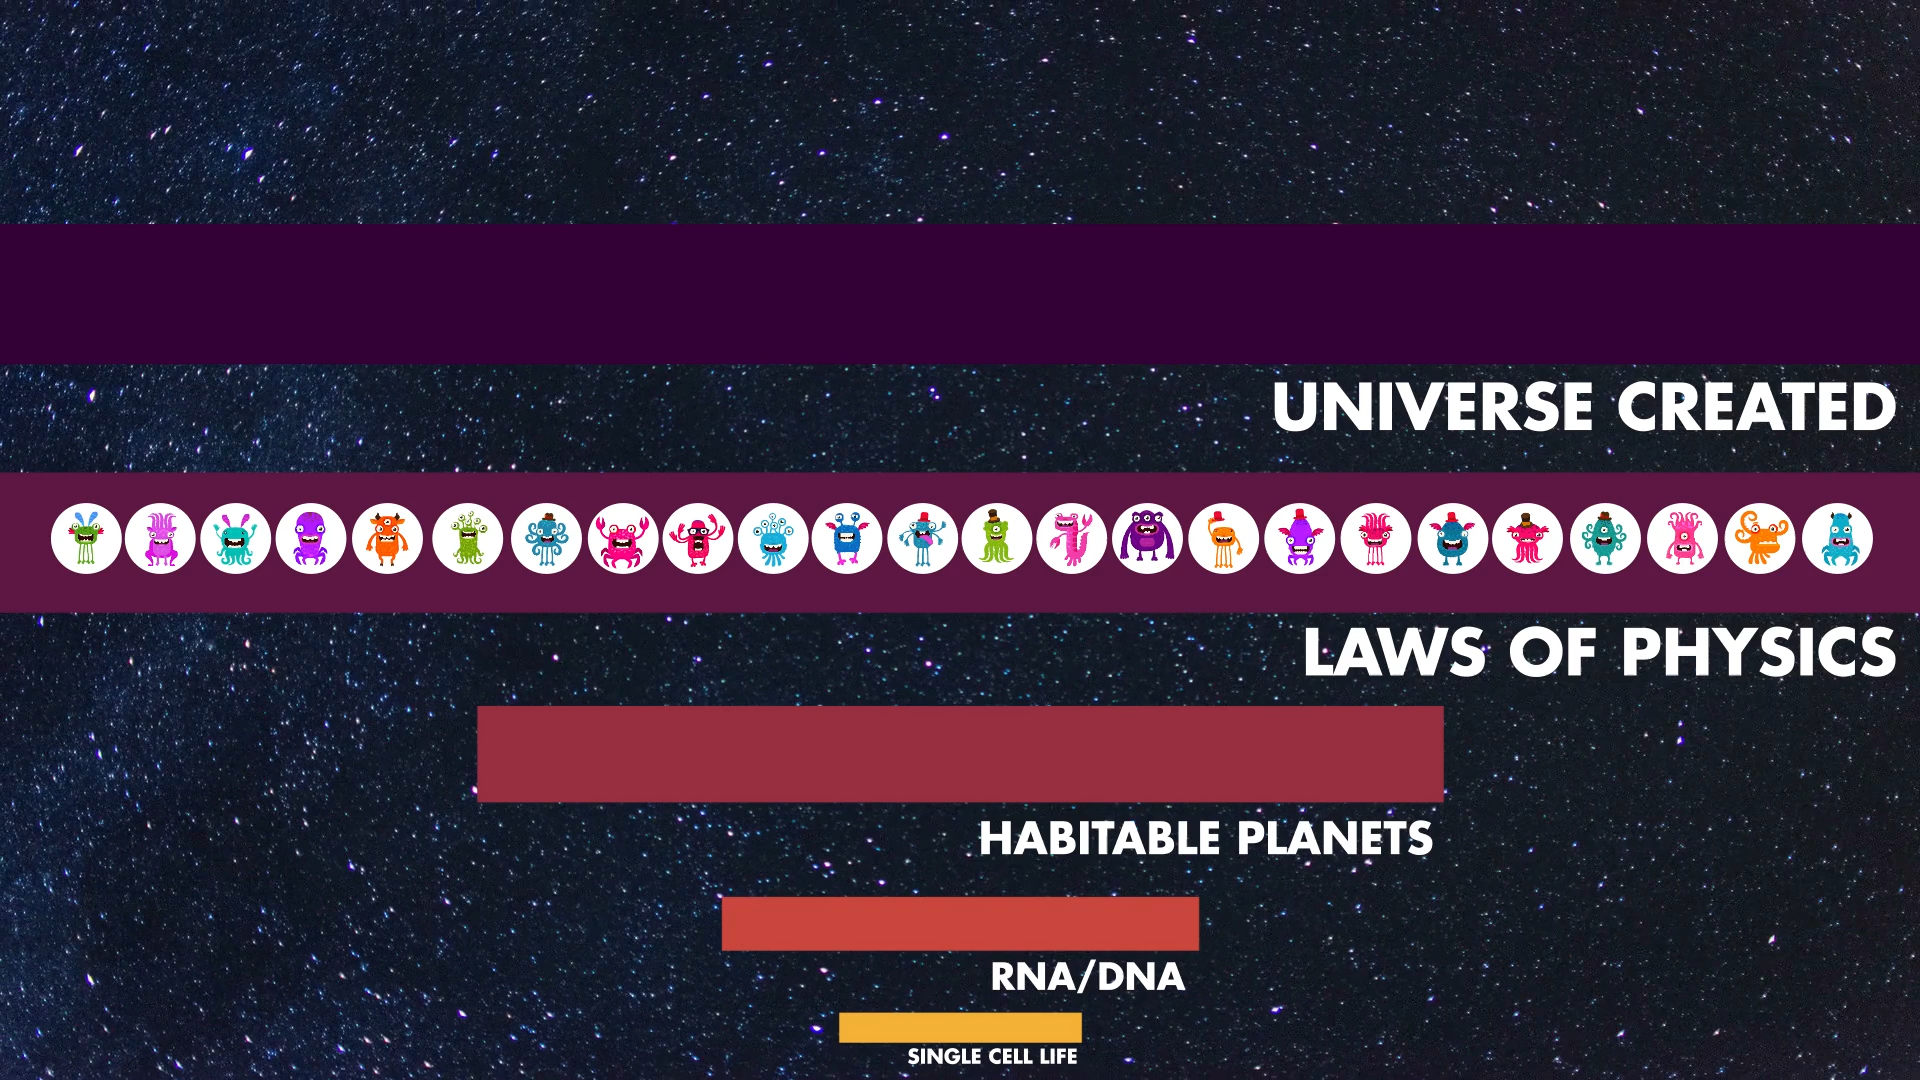 UNIVERSE CREATED
LAWS OF PHYSICS
HABITABLE PLANETS
RNA/DNA
SINGLE CELL LIFE